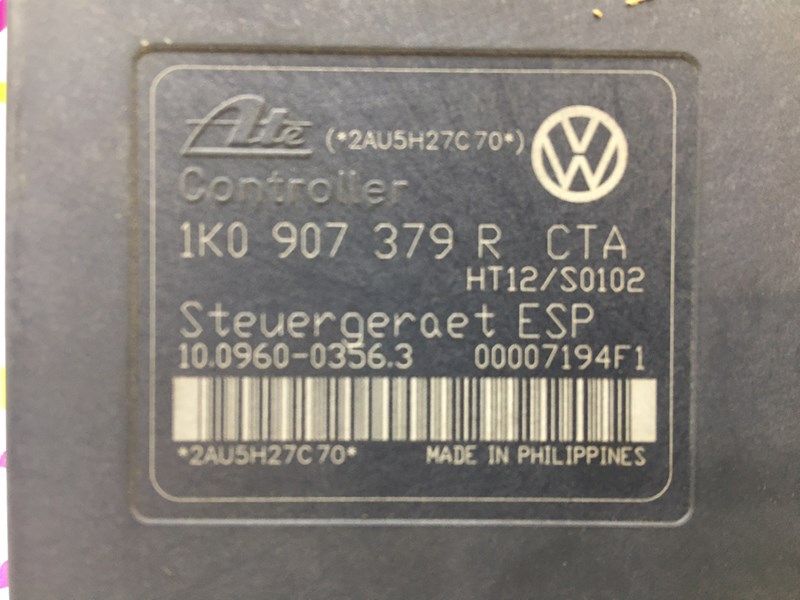 Ate (*2AU5H27C70*)
Controller
1K0 907 379 R CTA
HT12/S0102
Steuergeraet ESP
10.0960-0356.3 00007194F1
*2AU5H27C70* MADE IN PHILIPPINES